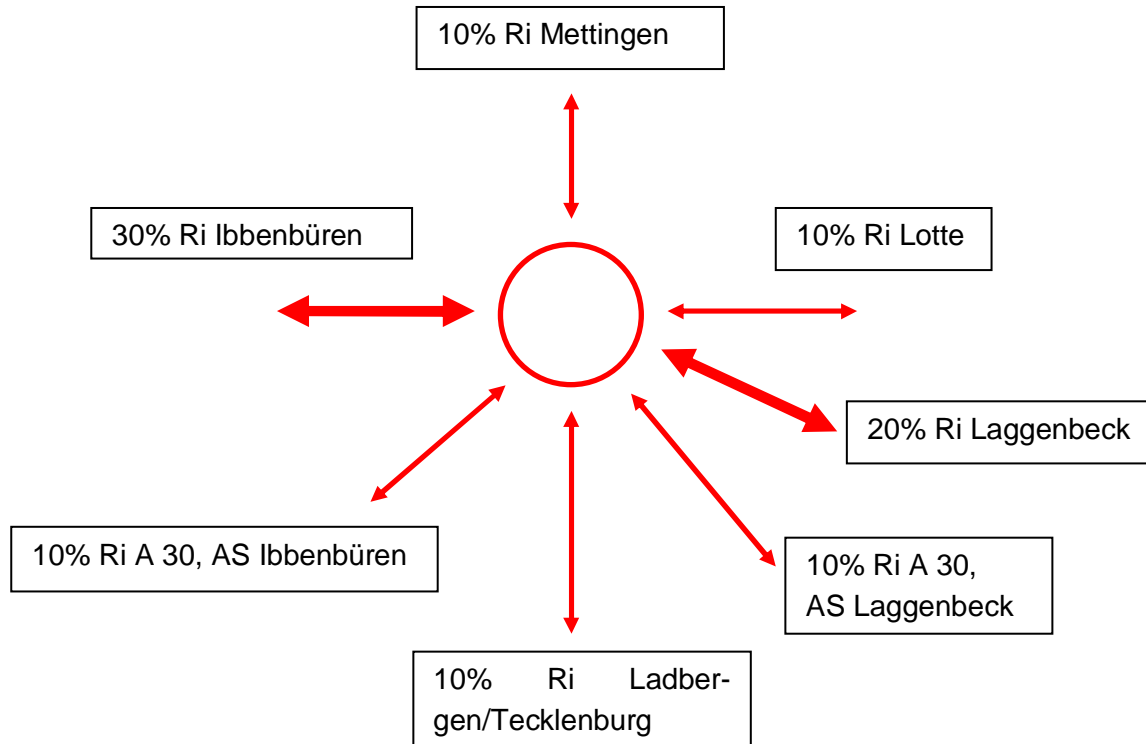 10% Ri Mettingen
30% Ri Ibbenbüren
10% Ri Lotte
20% Ri Laggenbeck
10% Ri A 30, AS Ibbenbüren
10% Ri A 30,
AS Laggenbeck
10% Ri Ladber-
gen/Tecklenburg